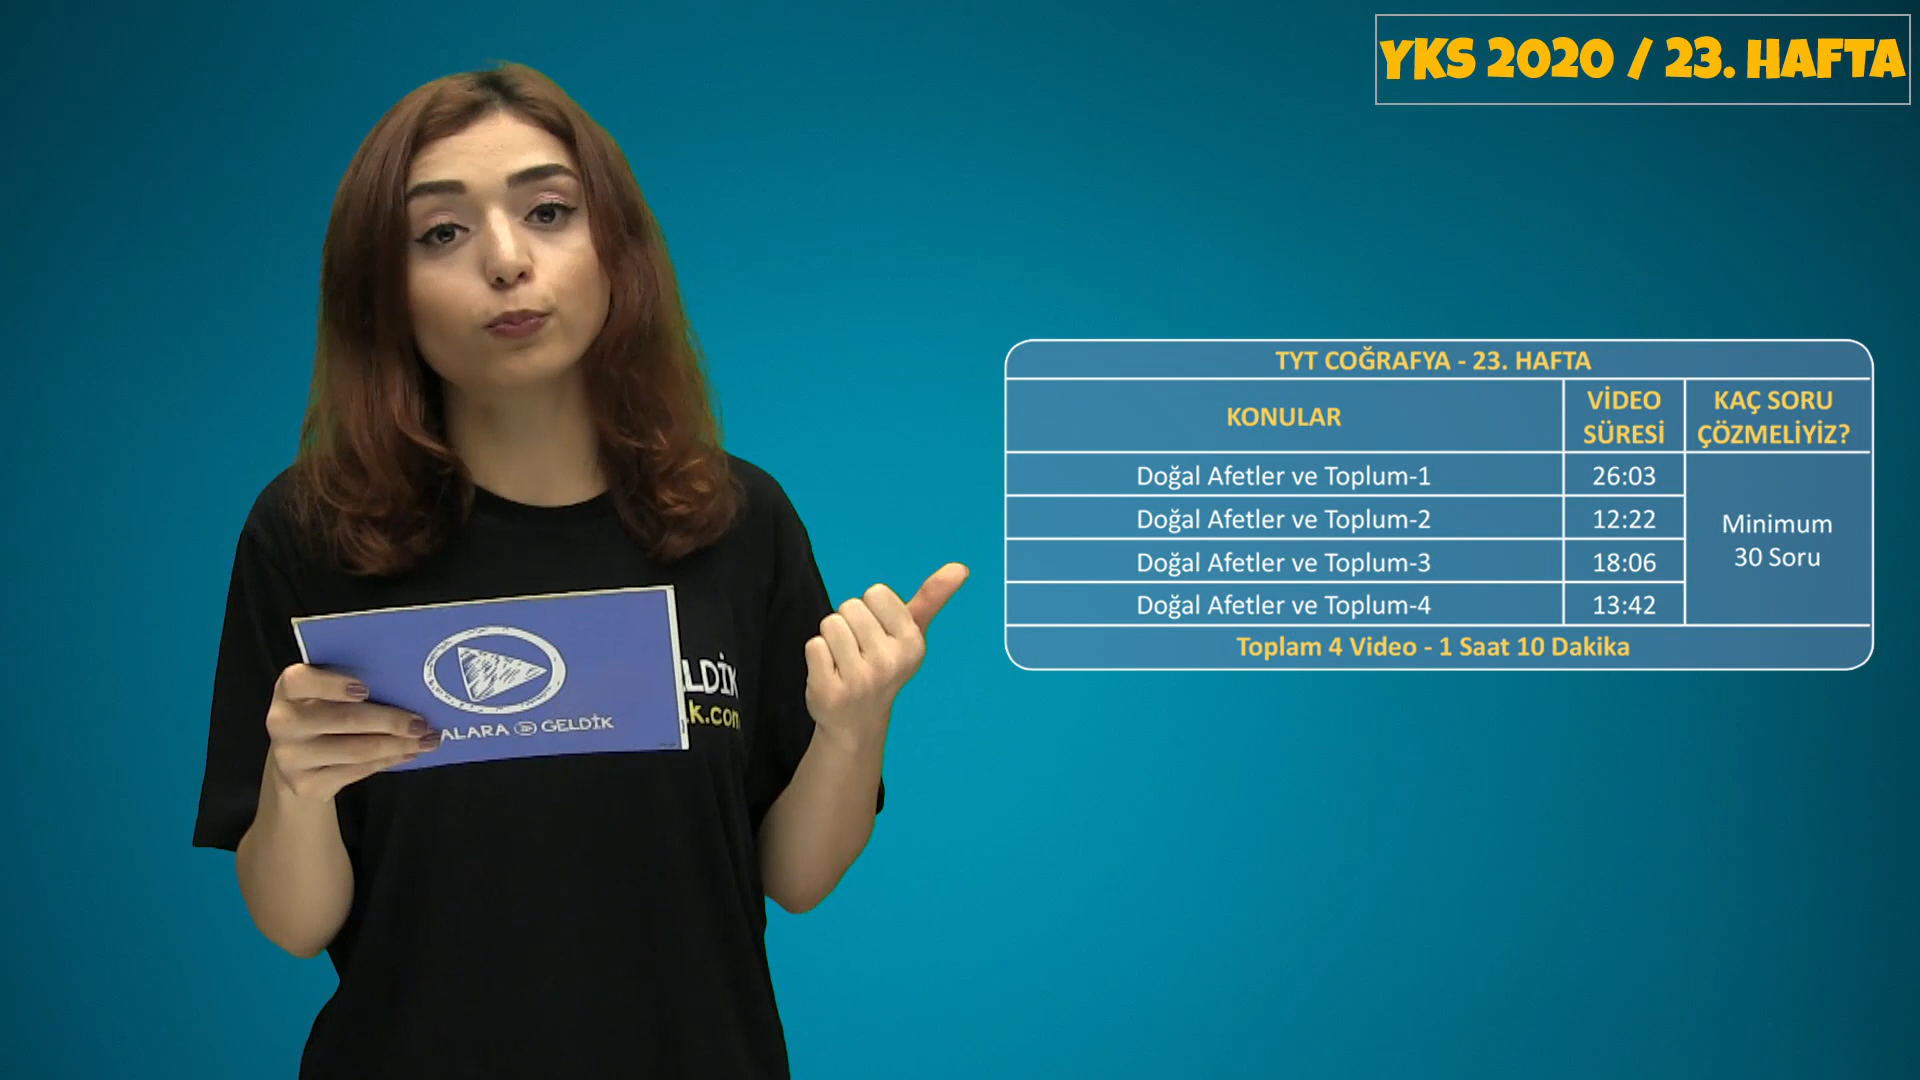 YKS 2020 / 23. HAFTA
TYT COĞRAFYA - 23. HAFTA
KONULAR
VİDEO
SÜRESİ
KAÇ SORU
ÇÖZMELİYİZ?
Doğal Afetler ve Toplum-1 26:03
Doğal Afetler ve Toplum-2 12:22
Doğal Afetler ve Toplum-3 18:06
Doğal Afetler ve Toplum-4 13:42
Minimum
30 Soru
Toplam 4 Video - 1 Saat 10 Dakika
LDİK
k.com
ALARA GELDİK